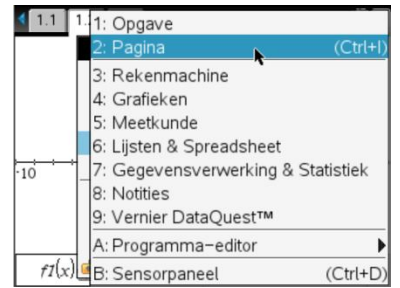 1.1 1.
1: Opgave
2: Pagina (Ctrl+I)
3: Rekenmachine
4: Grafieken
5: Meetkunde
6: Lijsten & Spreadsheet
-10
7: Gegevensverwerking & Statistiek
8: Notities
9: Vernier DataQuest™
A: Programma-editor
f1(x)
B: Sensorpaneel (Ctrl+D)